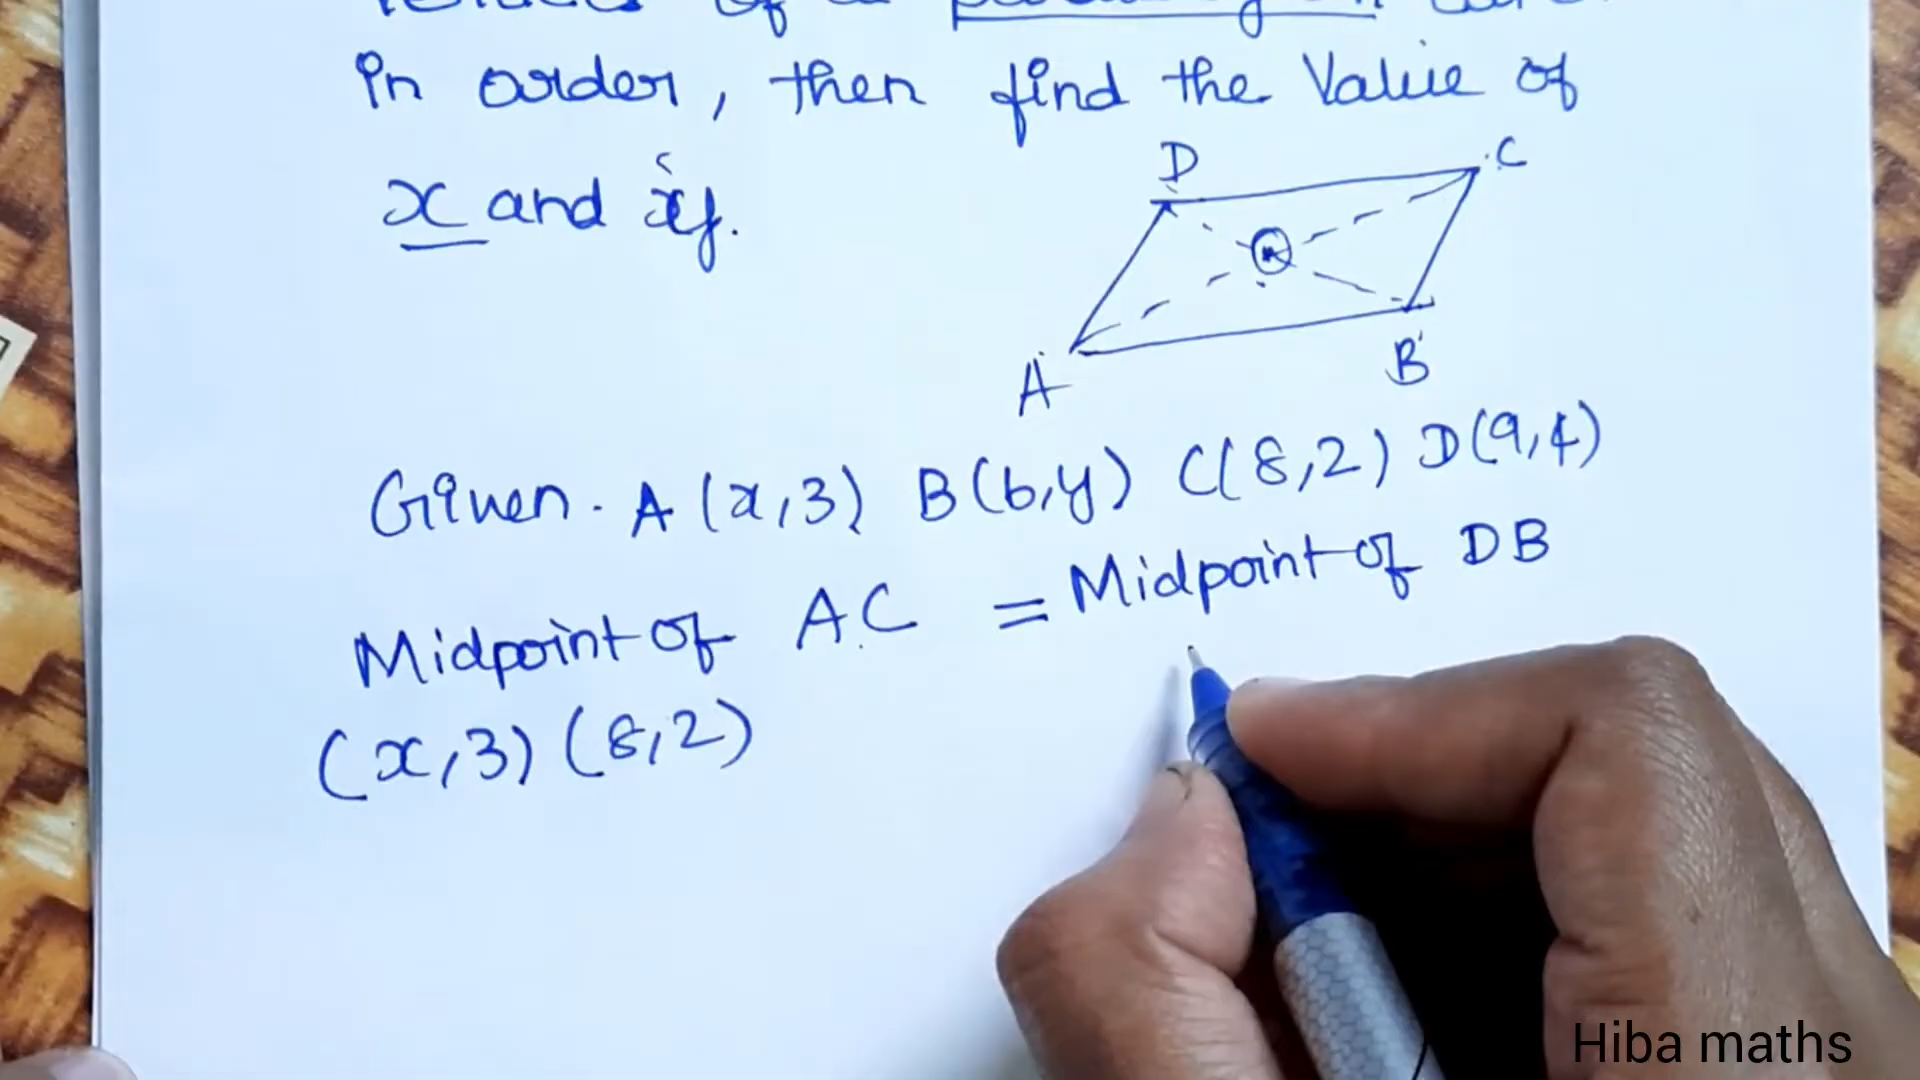 of a
in order, then find the Value of
x and y.
D C
A B
Given. A(x,3) B(6,y) C(8,2) D(9,4)
Midpoint of AC = Midpoint of DB
(x,3) (8,2)
Hiba maths